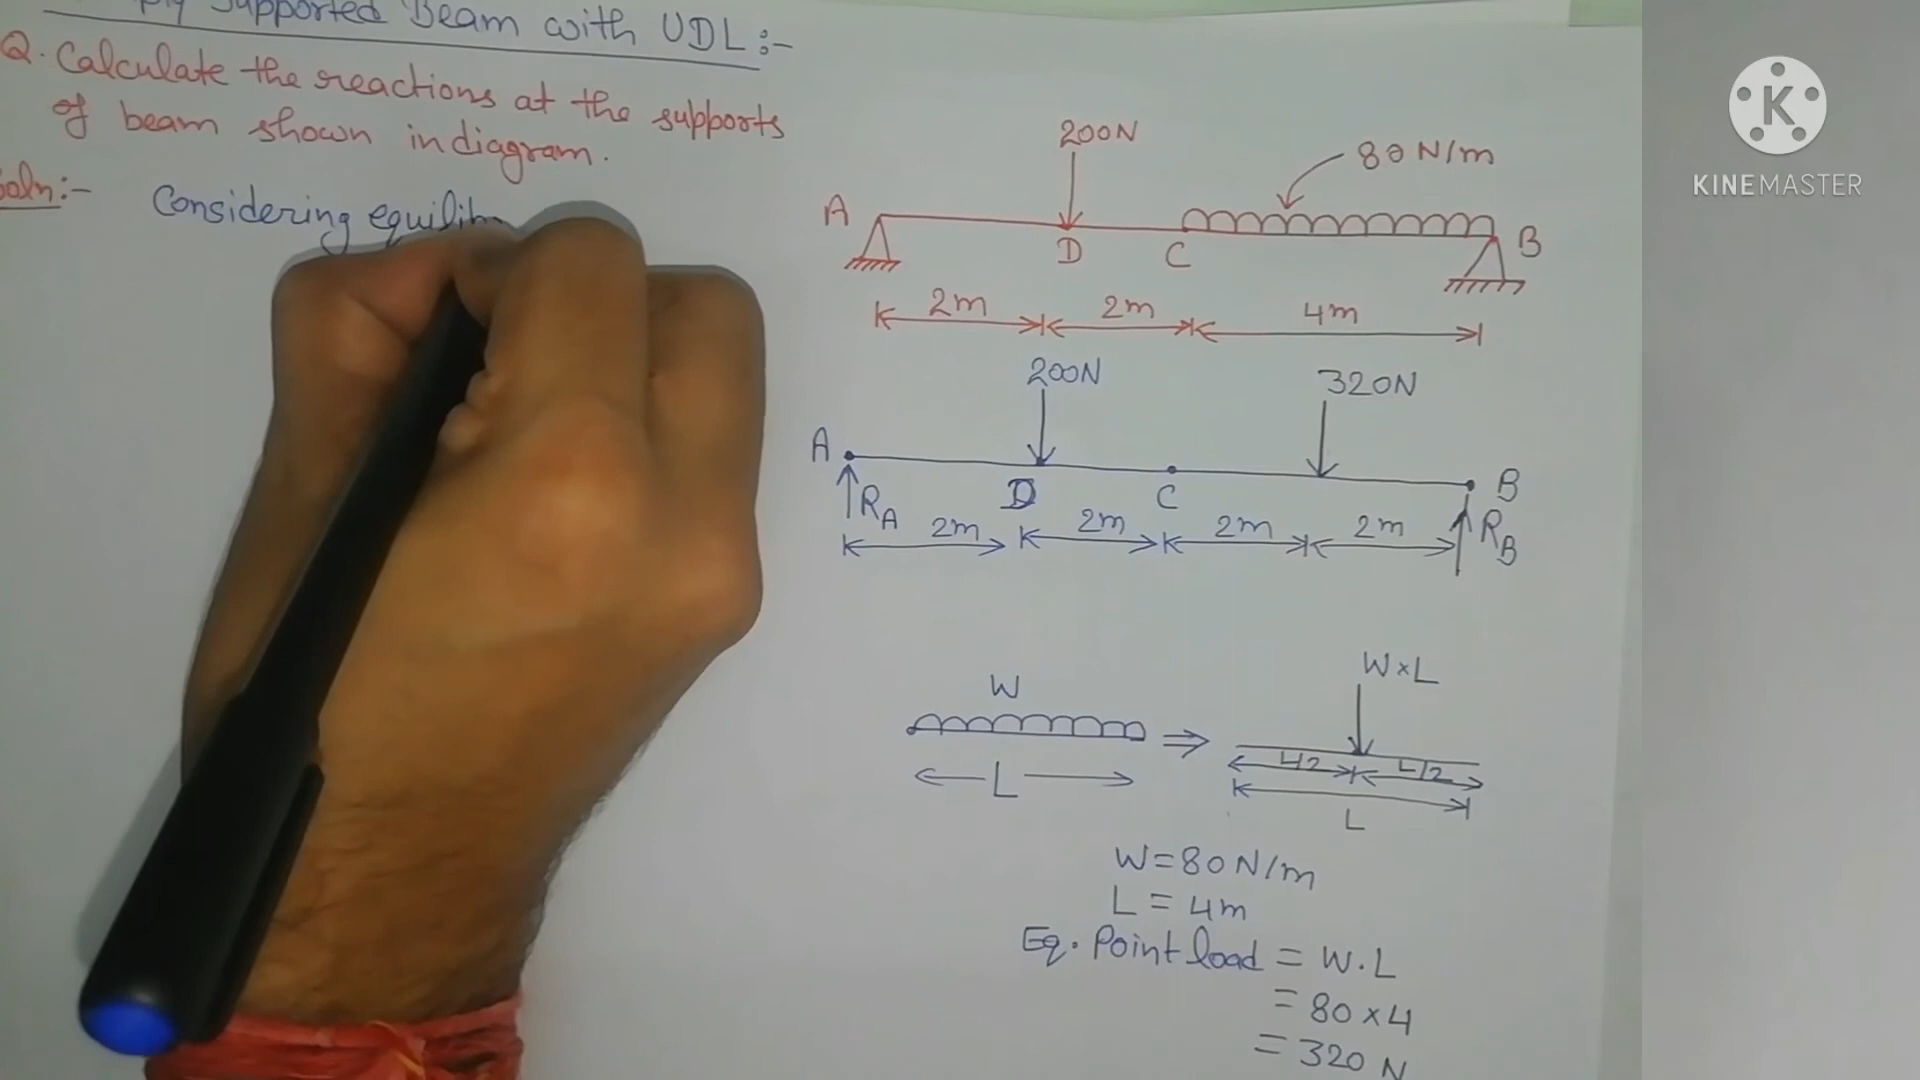 Supported Beam with UDL:-
Q. Calculate the reactions at the supports
of beam shown in diagram.
Soln:- Considering
200N
80 N/m
A
D
C
B
2m
2m
4m
200N
320N
A
D
C
B
RA
RB
2m
2m
2m
2m
W
L
⇒
W×L
L/2
L/2
L
W=80N/m
L = 4m
Eq. Point load = W.L
= 80×4
= 320 N
K
KINEMASTER